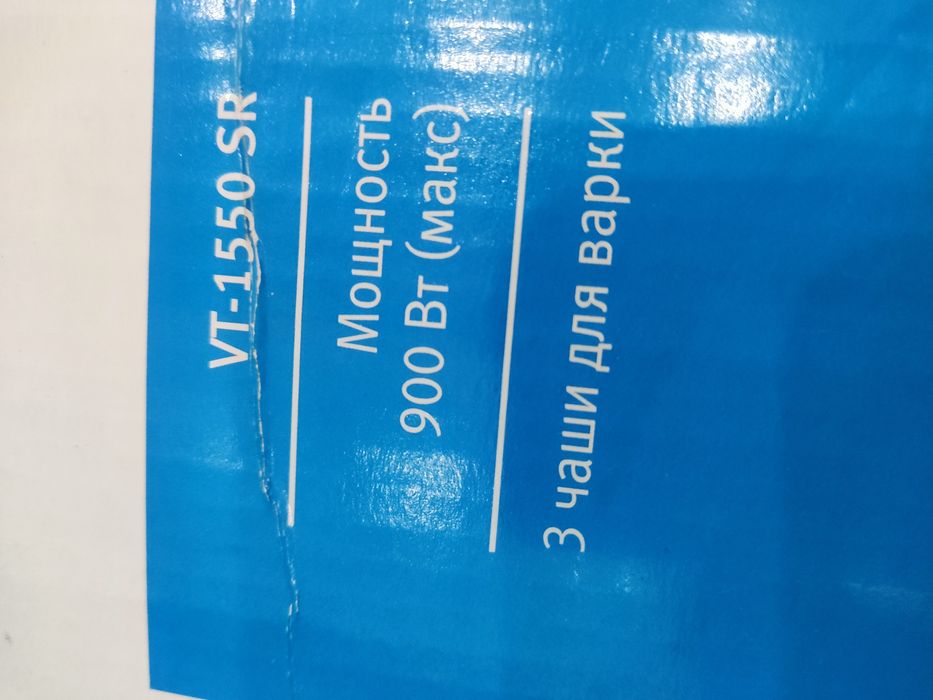 VT-1550 SR
Мощность
900 Вт (макс)
3 чаши для варки